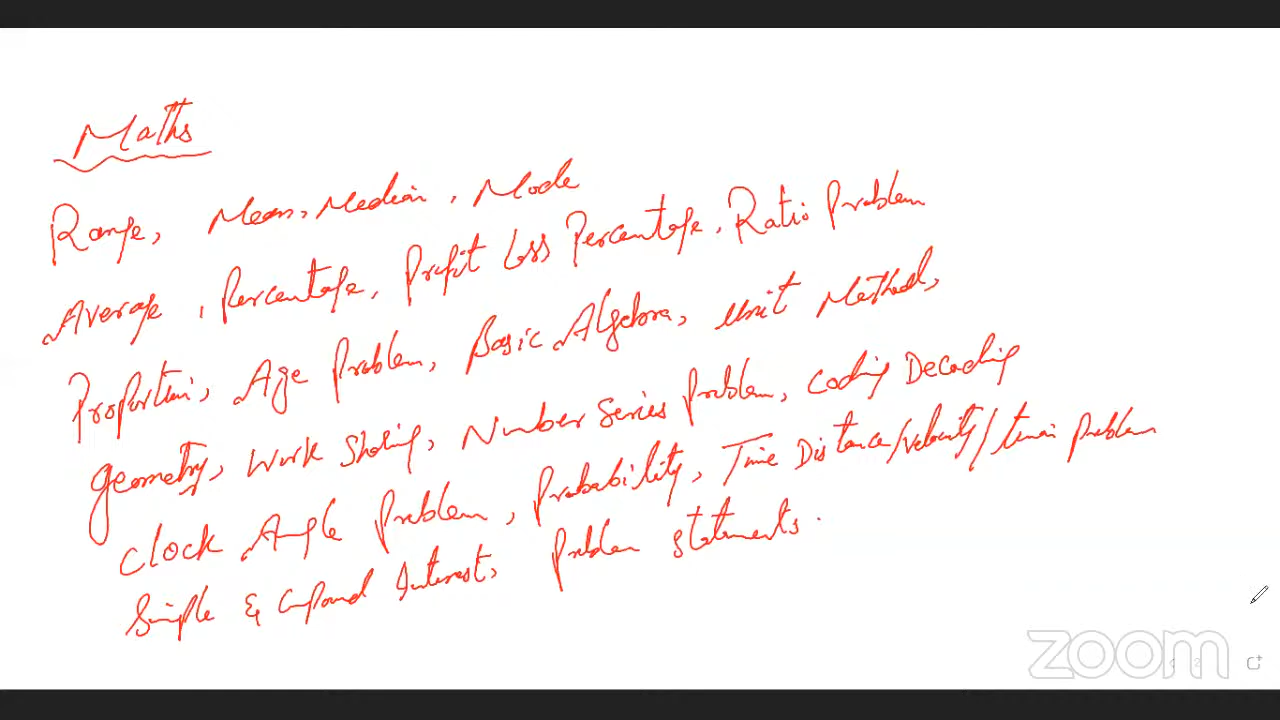 Maths
Range, Mean, Median, Mode
Average, Percentage, Profit Loss Percentage, Ratio Problem
Proportion, Age Problem, Basic Algebra, Unit Method,
Geometry, Work Sharing, Number Series Problem, Coding Decoding
Clock Angle Problem, Probability, Time Distance/velocity/ problem
Simple & Compound Interest, Problem statements.
zoom